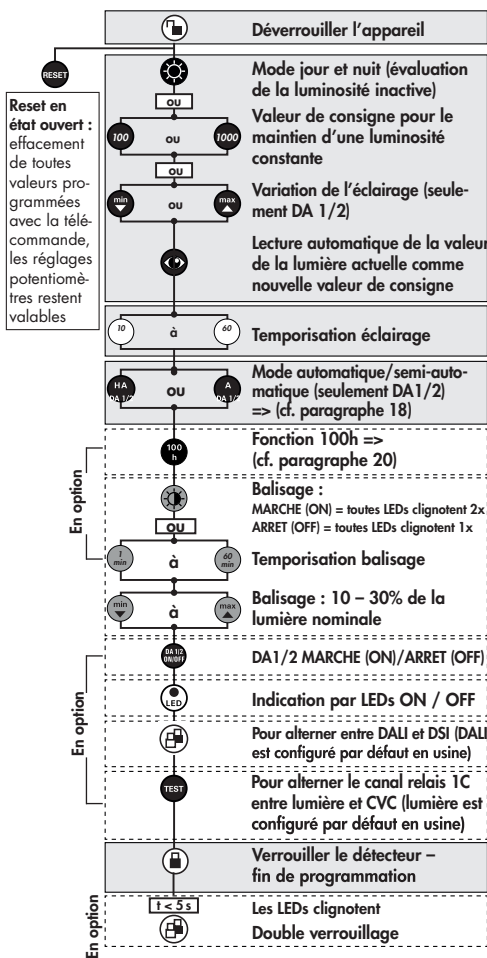 Déverrouiller l'appareil
RESET
Reset en
état ouvert :
effacement
de toutes
valeurs pro-
grammées
avec la télé-
commande,
les réglages
potentiomè-
tres restent
valables
Mode jour et nuit (évaluation
de la luminosité inactive)
ou
100
ou
1000
Valeur de consigne pour le
maintien d'une luminosité
constante
ou
min
ou
max
Variation de l'éclairage (seule-
ment DA 1/2)
Lecture automatique de la valeur
de la lumière actuelle comme
nouvelle valeur de consigne
10
à
60
Temporisation éclairage
HA
DA 1/2
ou
A
DA 1/2
Mode automatique/semi-auto-
matique (seulement DA1/2)
=> (cf. paragraphe 18)
En option
100
h
Fonction 100h =>
(cf. paragraphe 20)
Balisage :
MARCHE (ON) = toutes LEDs clignotent 2x
ARRET (OFF) = toutes LEDs clignotent 1x
ou
1
min
à
60
min
Temporisation balisage
min
à
max
Balisage : 10 – 30% de la
lumière nominale
En option
DA 1/2
ON/OFF
DA1/2 MARCHE (ON)/ARRET (OFF)
LED
Indication par LEDs ON / OFF
Pour alterner entre DALI et DSI (DALI
est configuré par défaut en usine)
TEST
Pour alterner le canal relais 1C
entre lumière et CVC (lumière est
configuré par défaut en usine)
Verrouiller le détecteur –
fin de programmation
En option
t < 5 s
Les LEDs clignotent
Double verrouillage